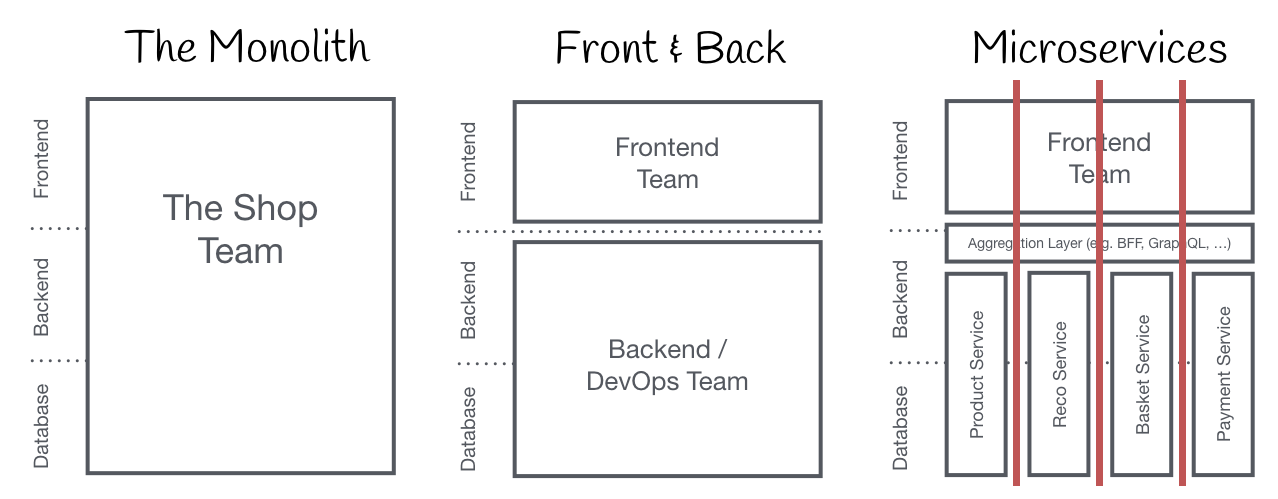 The Monolith
Frontend
Backend
Database
The Shop
Team
Front & Back
Frontend
Backend
Database
Frontend
Team
Backend /
DevOps Team
Microservices
Frontend
Backend
Database
Frontend
Team
Aggregation Layer (e.g. BFF, GraphQL, ...)
Product Service
Reco Service
Basket Service
Payment Service